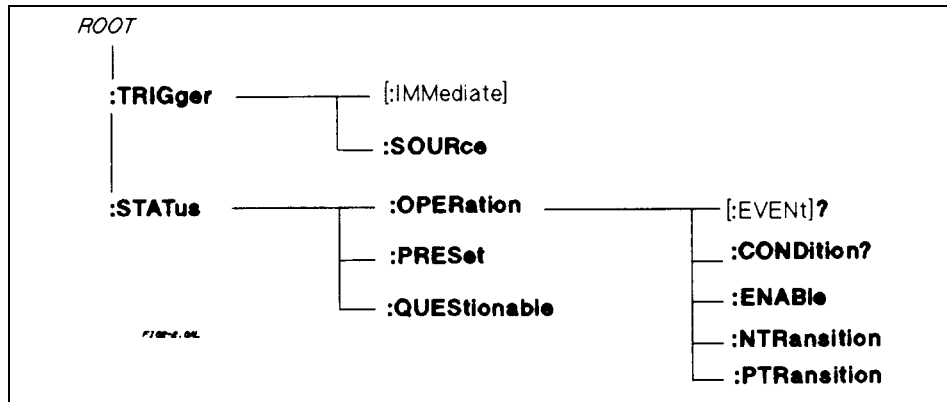 ROOT
:TRIGger [:IMMediate]
:SOURce
:STATus :OPERation [:EVENt]?
:PRESet :CONDition?
:QUEStionable :ENABle
:NTRansition
:PTRansition